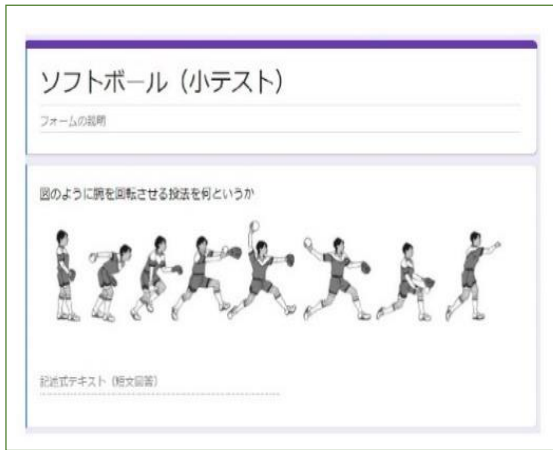 ソフトボール（小テスト）
フォームの説明
図のように腕を回転させる投法を何というか
記述式テキスト（短文回答）